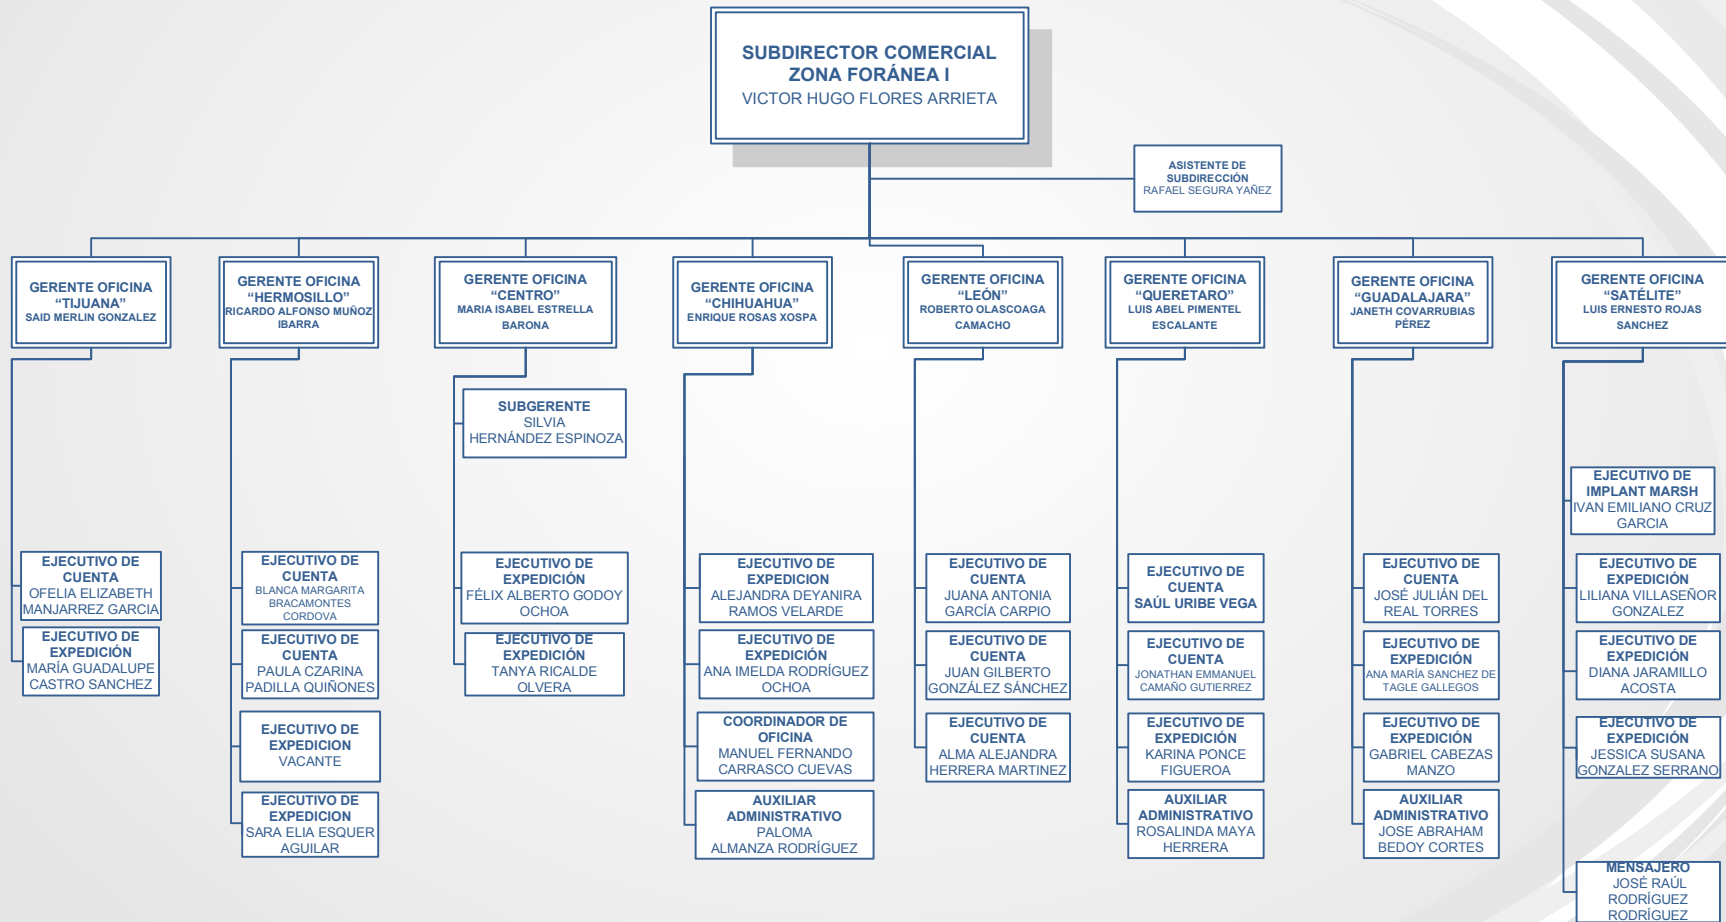 SUBDIRECTOR COMERCIAL
ZONA FORÁNEA I
VICTOR HUGO FLORES ARRIETA
ASISTENTE DE
SUBDIRECCIÓN
RAFAEL SEGURA YAÑEZ
GERENTE OFICINA
“TIJUANA”
SAID MERLIN GONZALEZ
EJECUTIVO DE
CUENTA
OFELIA ELIZABETH
MANJARREZ GARCIA
EJECUTIVO DE
EXPEDICIÓN
MARÍA GUADALUPE
CASTRO SANCHEZ
GERENTE OFICINA
“HERMOSILLO”
RICARDO ALFONSO MUÑOZ
IBARRA
EJECUTIVO DE
CUENTA
BLANCA MARGARITA
BRACAMONTES
CORDOVA
EJECUTIVO DE
CUENTA
PAULA CZARINA
PADILLA QUIÑONES
EJECUTIVO DE
EXPEDICION
VACANTE
EJECUTIVO DE
EXPEDICION
SARA ELIA ESQUER
AGUILAR
GERENTE OFICINA
“CENTRO”
MARIA ISABEL ESTRELLA
BARONA
SUBGERENTE
SILVIA
HERNÁNDEZ ESPINOZA
EJECUTIVO DE
EXPEDICIÓN
FÉLIX ALBERTO GODOY
OCHOA
EJECUTIVO DE
EXPEDICIÓN
TANYA RICALDE
OLVERA
GERENTE OFICINA
“CHIHUAHUA”
ENRIQUE ROSAS XOSPA
EJECUTIVO DE
EXPEDICION
ALEJANDRA DEYANIRA
RAMOS VELARDE
EJECUTIVO DE
EXPEDICIÓN
ANA IMELDA RODRÍGUEZ
OCHOA
COORDINADOR DE
OFICINA
MANUEL FERNANDO
CARRASCO CUEVAS
AUXILIAR
ADMINISTRATIVO
PALOMA
ALMANZA RODRÍGUEZ
GERENTE OFICINA
“LEÓN”
ROBERTO OLASCOAGA
CAMACHO
EJECUTIVO DE
CUENTA
JUANA ANTONIA
GARCÍA CARPIO
EJECUTIVO DE
CUENTA
JUAN GILBERTO
GONZÁLEZ SÁNCHEZ
EJECUTIVO DE
CUENTA
ALMA ALEJANDRA
HERRERA MARTINEZ
GERENTE OFICINA
“QUERETARO”
LUIS ABEL PIMENTEL
ESCALANTE
EJECUTIVO DE
CUENTA
SAÚL URIBE VEGA
EJECUTIVO DE
CUENTA
JONATHAN EMMANUEL
CAMAÑO GUTIERREZ
EJECUTIVO DE
EXPEDICIÓN
KARINA PONCE
FIGUEROA
AUXILIAR
ADMINISTRATIVO
ROSALINDA MAYA
HERRERA
GERENTE OFICINA
“GUADALAJARA”
JANETH COVARRUBIAS
PÉREZ
EJECUTIVO DE
CUENTA
JOSÉ JULIÁN DEL
REAL TORRES
EJECUTIVO DE
EXPEDICIÓN
ANA MARÍA SANCHEZ DE
TAGLE GALLEGOS
EJECUTIVO DE
EXPEDICIÓN
GABRIEL CABEZAS
MANZO
AUXILIAR
ADMINISTRATIVO
JOSE ABRAHAM
BEDOY CORTES
GERENTE OFICINA
“SATÉLITE”
LUIS ERNESTO ROJAS
SANCHEZ
EJECUTIVO DE
IMPLANT MARSH
IVAN EMILIANO CRUZ
GARCIA
EJECUTIVO DE
EXPEDICIÓN
LILIANA VILLASEÑOR
GONZALEZ
EJECUTIVO DE
EXPEDICIÓN
DIANA JARAMILLO
ACOSTA
EJECUTIVO DE
EXPEDICIÓN
JESSICA SUSANA
GONZALEZ SERRANO
MENSAJERO
JOSÉ RAÚL
RODRÍGUEZ
RODRÍGUEZ